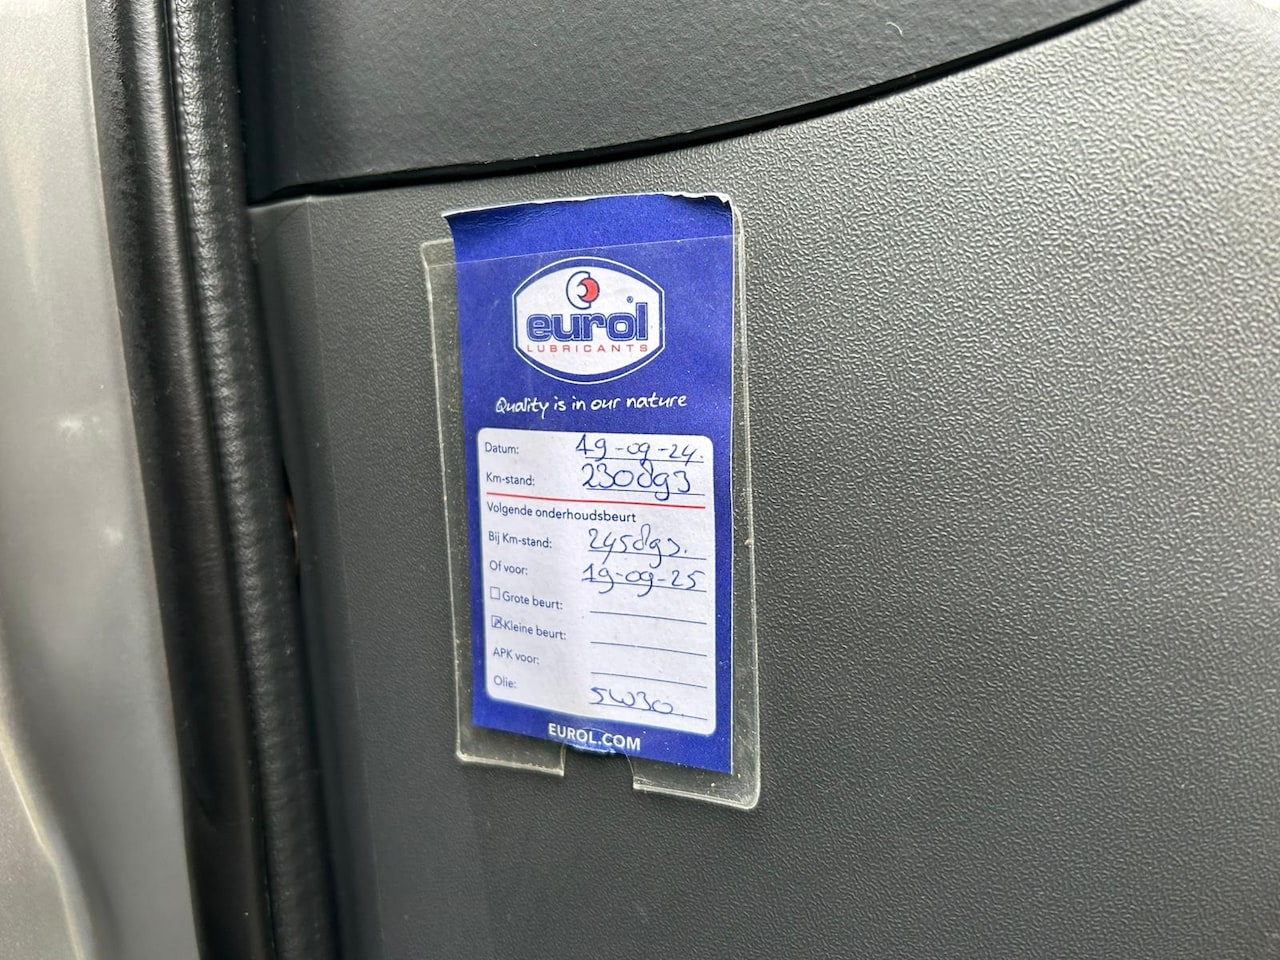 eurol®
LUBRICANTS
Quality is in our nature
Datum: 19-09-24.
Km-stand: 230893
Volgende onderhoudsbeurt
Bij Km-stand: 245893.
Of voor: 19-09-25
Grote beurt:
Kleine beurt:
APK voor:
Olie: 5W30
EUROL.COM